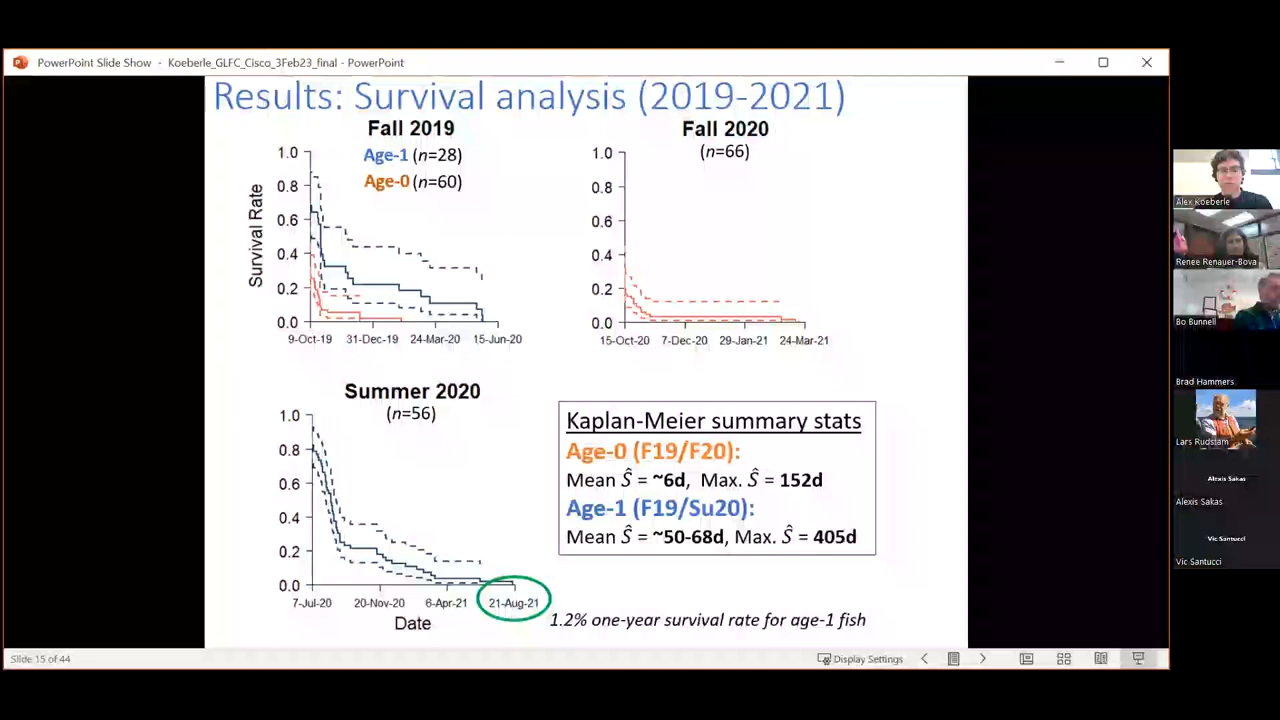 PowerPoint Slide Show - Koeberle_GLFC_Cisco_3Feb23_final - PowerPoint
Results: Survival analysis (2019-2021)
Fall 2019
Age-1 (n=28)
Age-0 (n=60)
Survival Rate
1.0
0.8
0.6
0.4
0.2
0.0
9-Oct-19 31-Dec-19 24-Mar-20 15-Jun-20
Fall 2020
(n=66)
1.0
0.8
0.6
0.4
0.2
0.0
15-Oct-20 7-Dec-20 29-Jan-21 24-Mar-21
Summer 2020
(n=56)
1.0
0.8
0.6
0.4
0.2
0.0
7-Jul-20 20-Nov-20 6-Apr-21 21-Aug-21
Date
Kaplan-Meier summary stats
Age-0 (F19/F20):
Mean Ŝ = ~6d, Max. Ŝ = 152d
Age-1 (F19/Su20):
Mean Ŝ = ~50-68d, Max. Ŝ = 405d
1.2% one-year survival rate for age-1 fish
Slide 15 of 44
Display Settings
Alex Koeberle
Renee Renauer-Bova
Bo Bunnell
Brad Hammers
Lars Rudstam
Alexis Sakas
Alexis Sakas
Vic Santucci
Vic Santucci